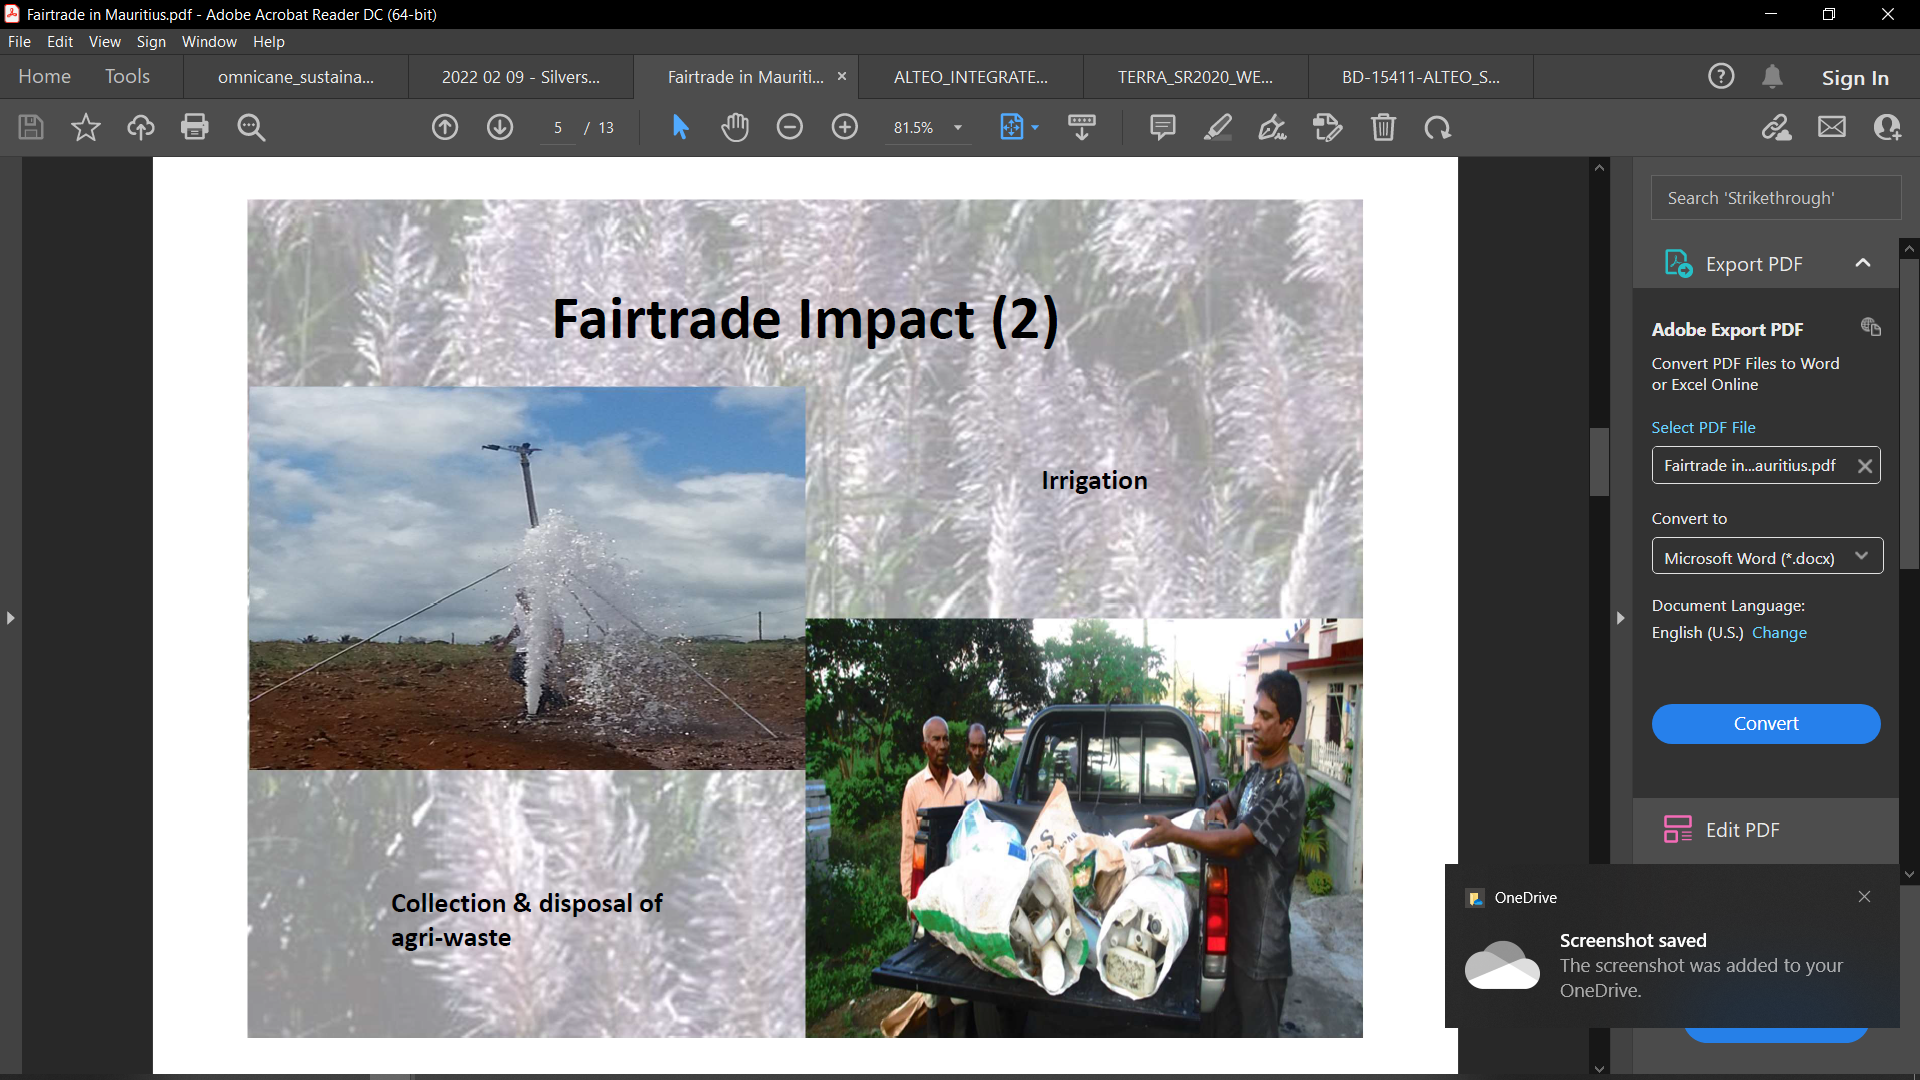 Fairtrade in Mauritius.pdf - Adobe Acrobat Reader DC (64-bit)
File Edit View Sign Window Help
Home Tools omnicane_sustaina... 2022 02 09 - Silvers... Fairtrade in Mauriti... ALTEO_INTEGRATE... TERRA_SR2020_WE... BD-15411-ALTEO_S... Sign In
5 / 13 81.5%
Search 'Strikethrough'
Export PDF
Adobe Export PDF
Convert PDF Files to Word
or Excel Online
Select PDF File
Fairtrade in...auritius.pdf
Convert to
Microsoft Word (*.docx)
Document Language:
English (U.S.) Change
Convert
Edit PDF
Fairtrade Impact (2)
Irrigation
Collection & disposal of
agri-waste
OneDrive
Screenshot saved
The screenshot was added to your
OneDrive.